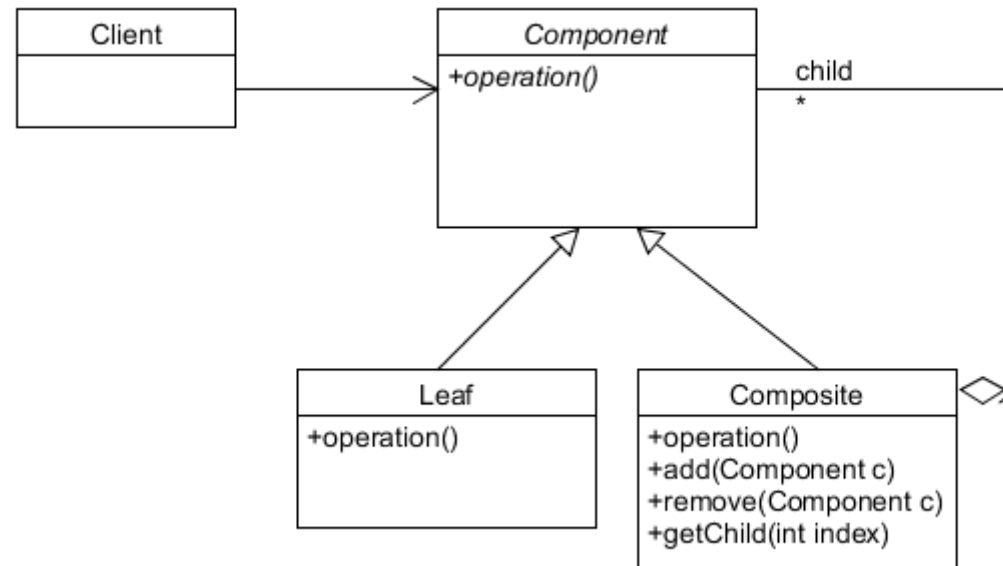 Client
Component
+operation()
child
*
Leaf
+operation()
Composite
+operation()
+add(Component c)
+remove(Component c)
+getChild(int index)